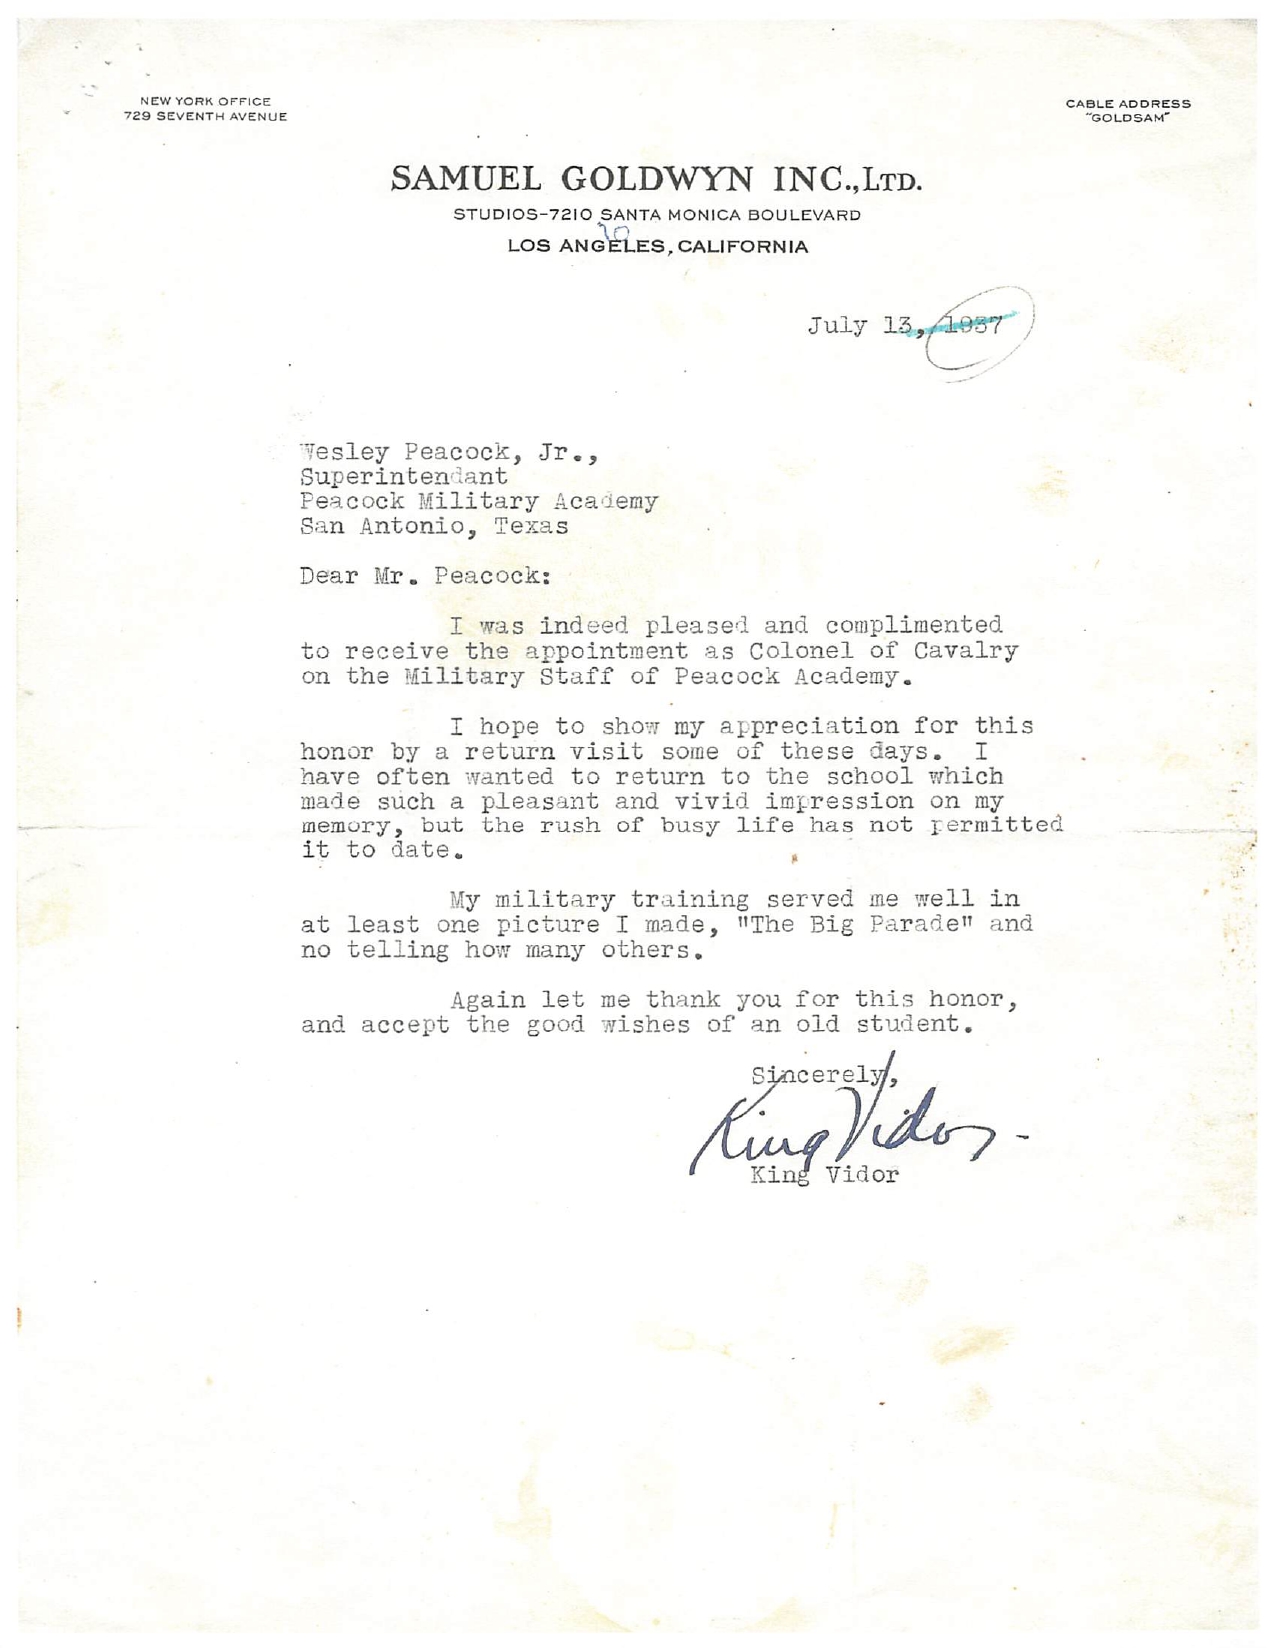 NEW YORK OFFICE
729 SEVENTH AVENUE
CABLE ADDRESS
"GOLDSAM"
SAMUEL GOLDWYN INC., LTD.
STUDIOS-7210 SANTA MONICA BOULEVARD
LOS ANGELES, CALIFORNIA
July 13, 1937
Wesley Peacock, Jr.,
Superintendant
Peacock Military Academy
San Antonio, Texas
Dear Mr. Peacock:
I was indeed pleased and complimented
to receive the appointment as Colonel of Cavalry
on the Military Staff of Peacock Academy.
I hope to show my appreciation for this
honor by a return visit some of these days. I
have often wanted to return to the school which
made such a pleasant and vivid impression on my
memory, but the rush of busy life has not permitted
it to date.
My military training served me well in
at least one picture I made, "The Big Parade" and
no telling how many others.
Again let me thank you for this honor,
and accept the good wishes of an old student.
Sincerely,
King Vidor
King Vidor